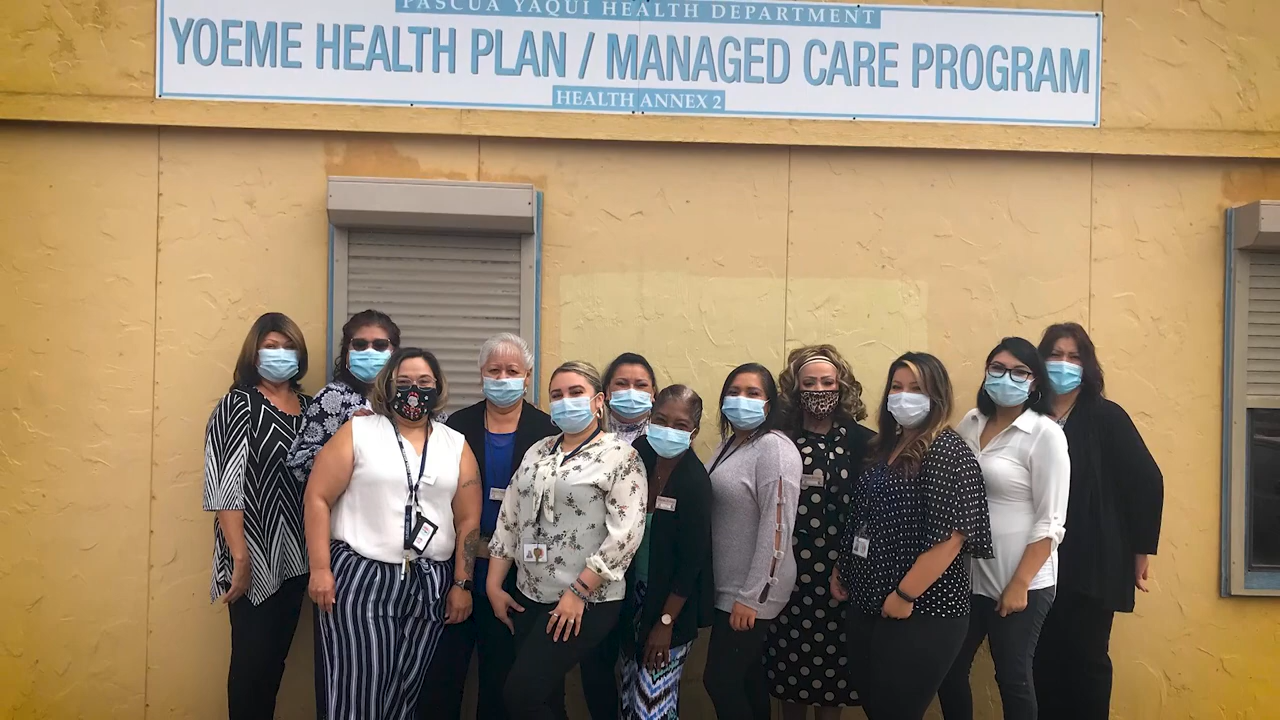 PASCUA YAQUI HEALTH DEPARTMENT
YOEME HEALTH PLAN / MANAGED CARE PROGRAM
HEALTH ANNEX 2